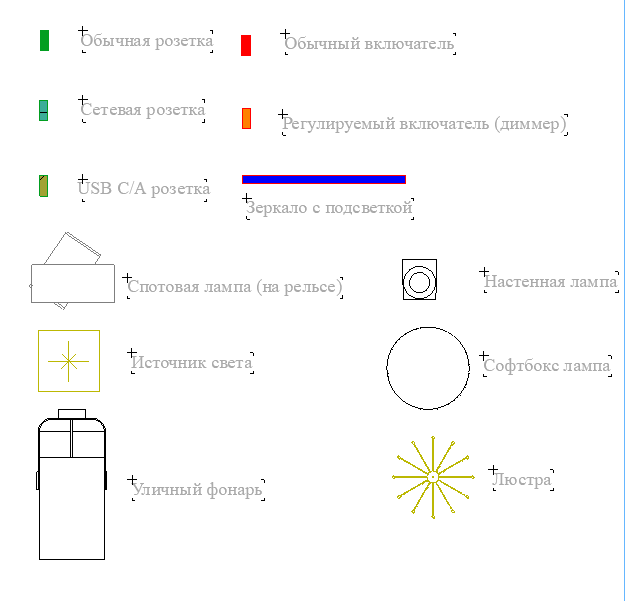 Обычная розетка
Обычный включатель
Сетевая розетка
Регулируемый включатель (диммер)
USB C/A розетка
Зеркало с подсветкой
Спотовая лампа (на рельсе)
Настенная лампа
Источник света
Софтбокс лампа
Уличный фонарь
Люстра